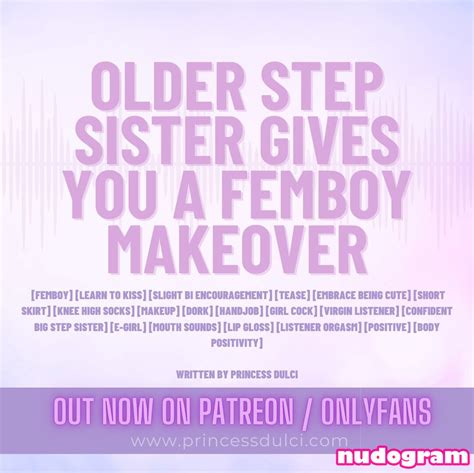 OLDER STEP
SISTER GIVES
YOU A FEMBOY
MAKEOVER
[FEMBOY] [LEARN TO KISS] [SLIGHT BI ENCOURAGEMENT] [TEASE] [EMBRACE BEING CUTE] [SHORT
SKIRT] [KNEE HIGH SOCKS] [MAKEUP] [DORK] [HANDJOB] [GIRL COCK] [VIRGIN LISTENER] [CONFIDENT
BIG STEP SISTER] [E-GIRL] [MOUTH SOUNDS] [LIP GLOSS] [LISTENER ORGASM] [POSITIVE] [BODY
POSITIVITY]
WRITTEN BY PRINCESS DULCI
OUT NOW ON PATREON / ONLYFANS
www.princessdulci.com
nudogram